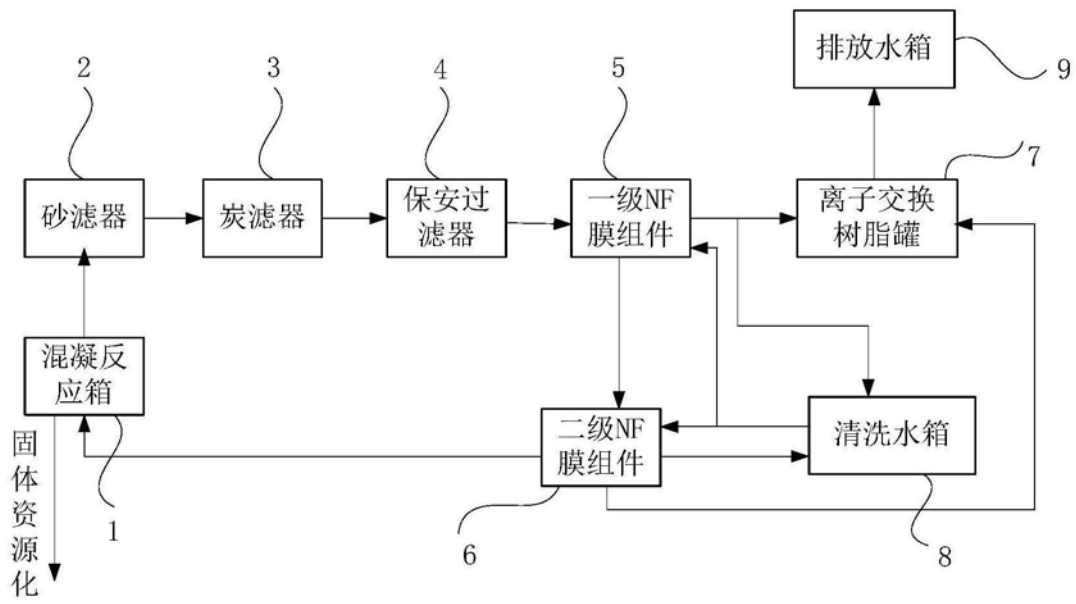 排放水箱
9
2
3
4
5
7
砂滤器
炭滤器
保安过
滤器
一级NF
膜组件
离子交换
树脂罐
混凝反
应箱
1
固体资源化
二级NF
膜组件
6
清洗水箱
8